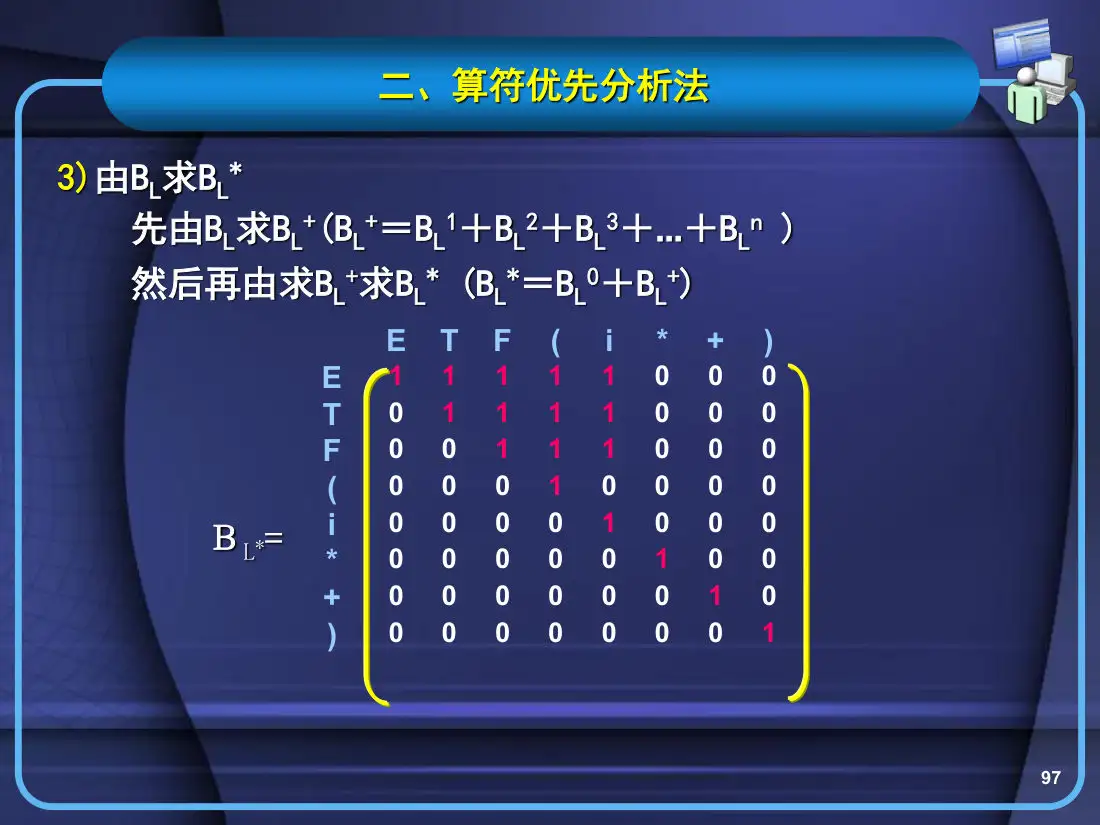 二、算符优先分析法
3)由BL求BL*
先由BL求BL+(BL+=BL1+BL2+BL3+…+BLn )
然后再由求BL+求BL* (BL*=BL0+BL+)
E T F ( i * + )
E 1 1 1 1 1 0 0 0
T 0 1 1 1 1 0 0 0
F 0 0 1 1 1 0 0 0
( 0 0 0 1 0 0 0 0
i 0 0 0 0 1 0 0 0
B L*=
* 0 0 0 0 0 1 0 0
+ 0 0 0 0 0 0 1 0
) 0 0 0 0 0 0 0 1
97